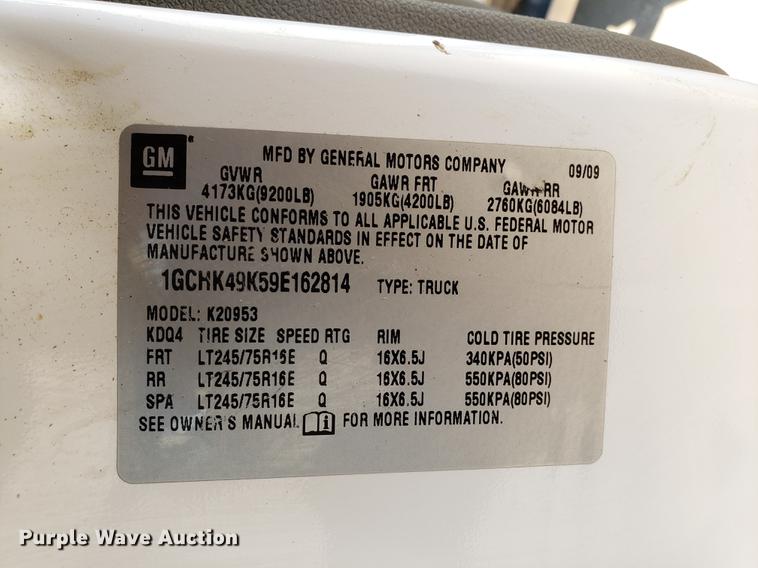 GM
MFD BY GENERAL MOTORS COMPANY 09/09
GVWR GAWR FRT GAWR RR
4173KG(9200LB) 1905KG(4200LB) 2760KG(6084LB)
THIS VEHICLE CONFORMS TO ALL APPLICABLE U.S. FEDERAL MOTOR
VEHICLE SAFETY STANDARDS IN EFFECT ON THE DATE OF
MANUFACTURE SHOWN ABOVE.
1GCHK49K59E162814 TYPE: TRUCK
MODEL: K20953
KDQ4 TIRE SIZE SPEED RTG RIM COLD TIRE PRESSURE
FRT LT245/75R16E Q 16X6.5J 340KPA(50PSI)
RR LT245/75R16E Q 16X6.5J 550KPA(80PSI)
SPA LT245/75R16E Q 16X6.5J 550KPA(80PSI)
SEE OWNER'S MANUAL i FOR MORE INFORMATION.
Purple Wave Auction